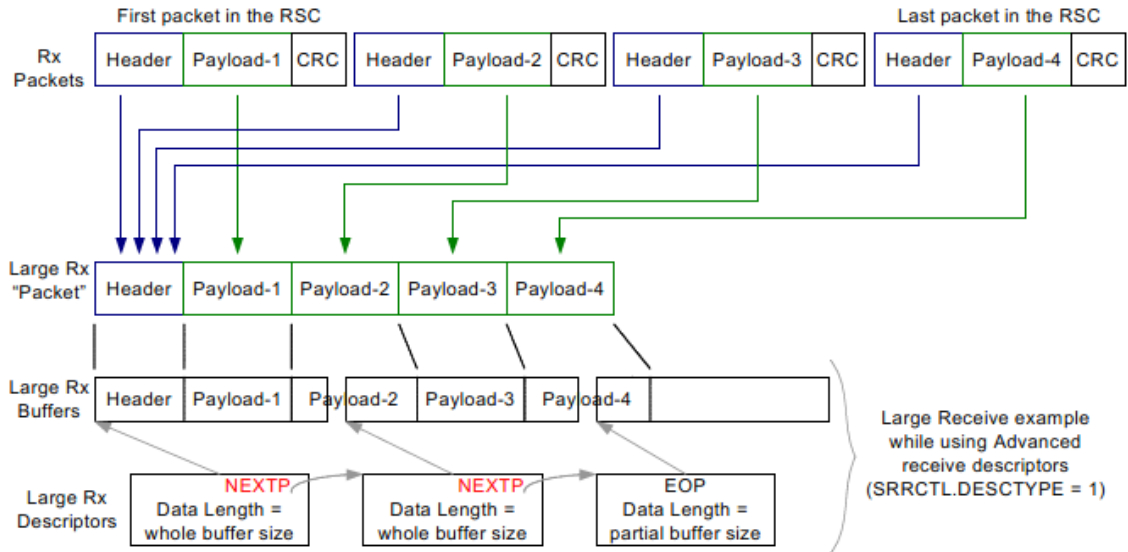 First packet in the RSC
Last packet in the RSC
Rx
Packets
Header Payload-1 CRC
Header Payload-2 CRC
Header Payload-3 CRC
Header Payload-4 CRC
Large Rx
"Packet"
Header Payload-1 Payload-2 Payload-3 Payload-4
Large Rx
Buffers
Header Payload-1 Payload-2 Payload-3 Payload-4
Large Rx
Descriptors
NEXTP
Data Length =
whole buffer size
NEXTP
Data Length =
whole buffer size
EOP
Data Length =
partial buffer size
Large Receive example
while using Advanced
receive descriptors
(SRRCTL.DESCTYPE = 1)